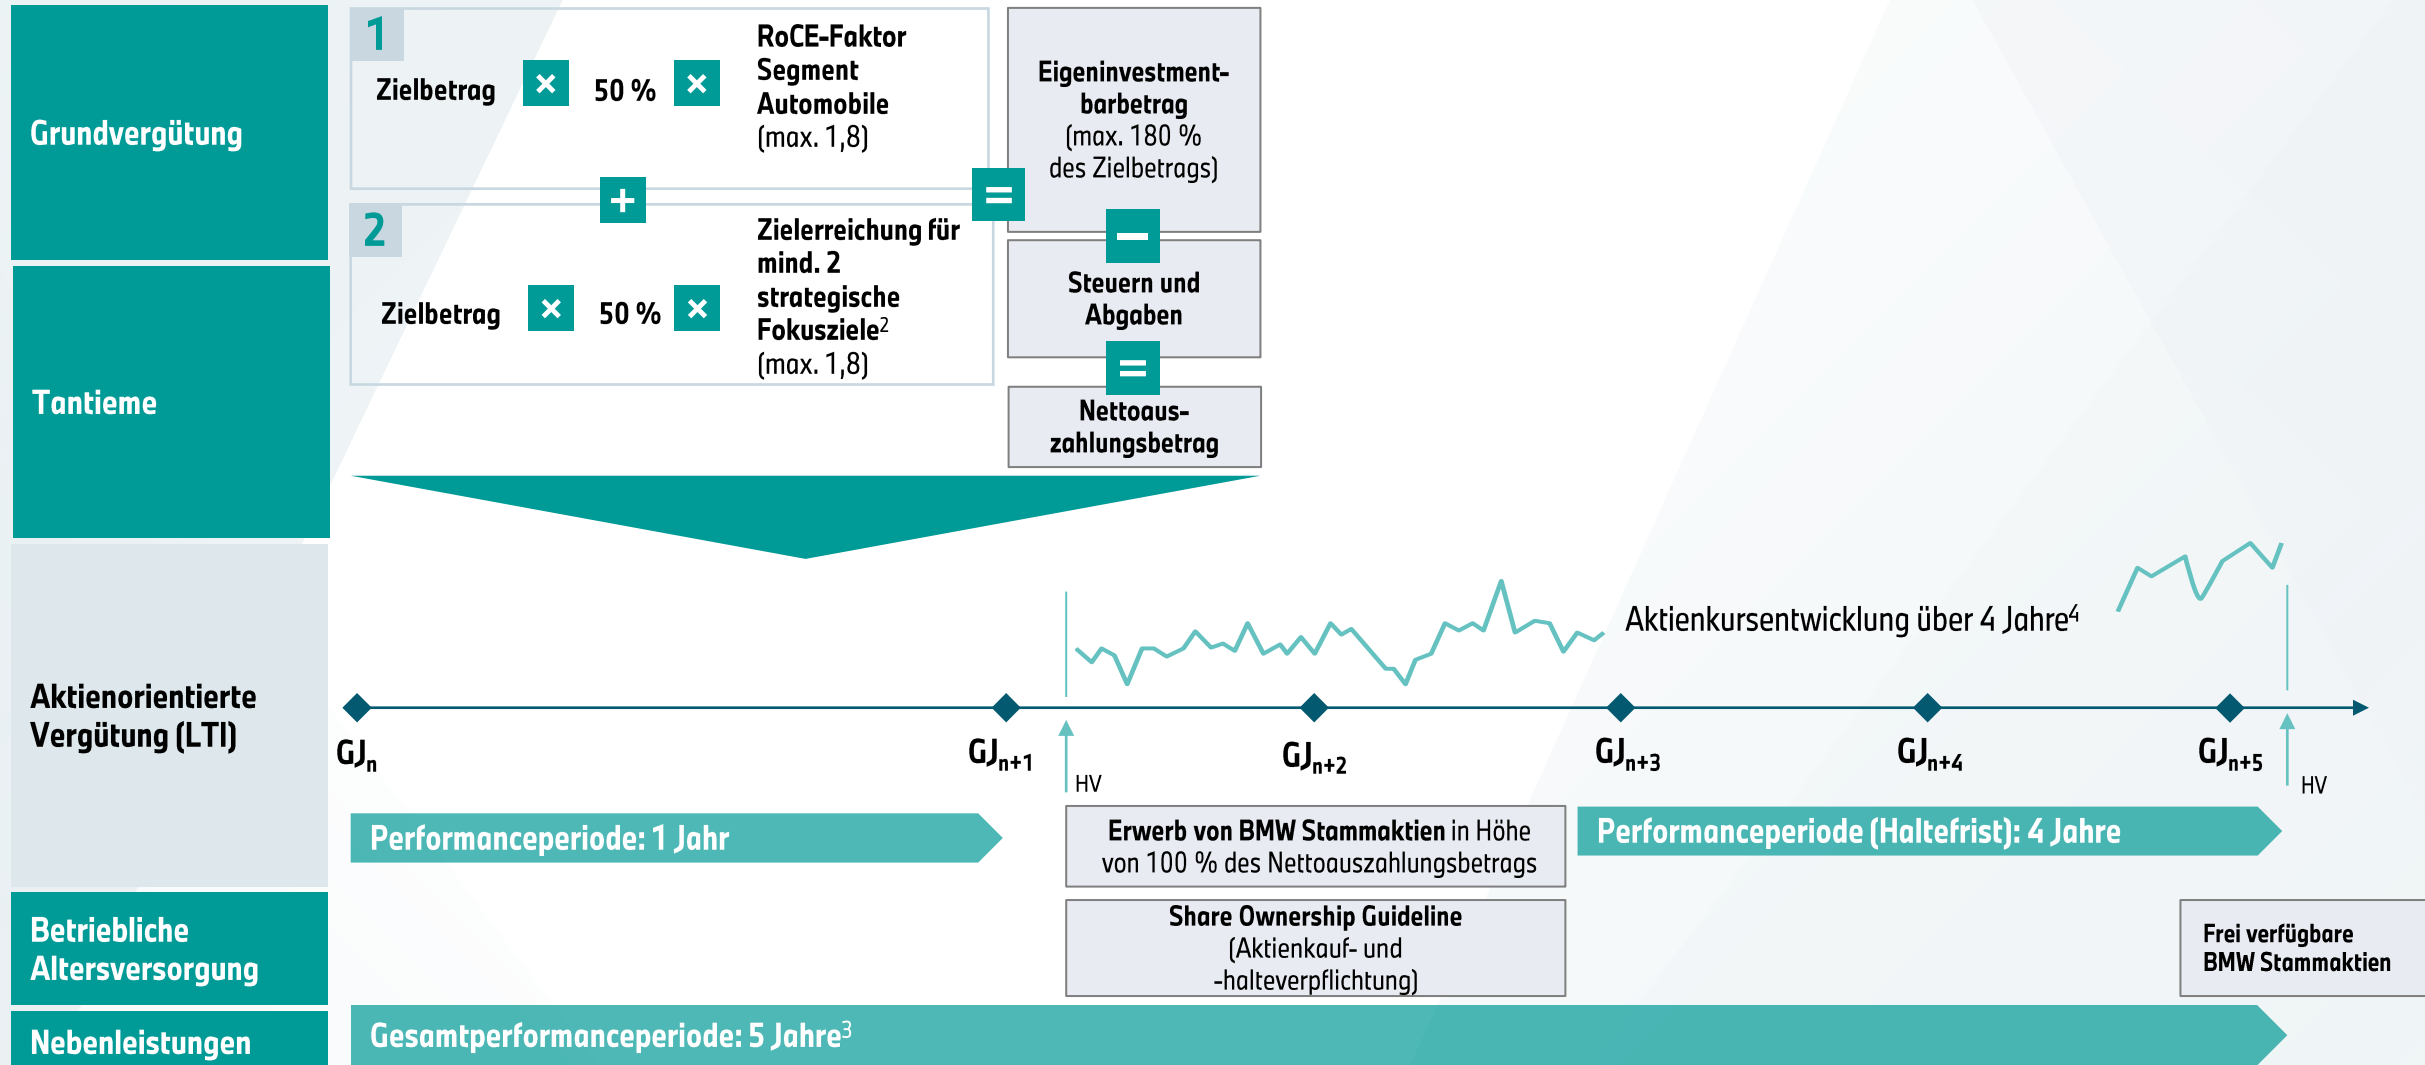 Grundvergütung
Tantieme
Aktienorientierte
Vergütung (LTI)
Betriebliche
Altersversorgung
Nebenleistungen
1
Zielbetrag × 50 % ×
RoCE-Faktor
Segment
Automobile
(max. 1,8)
+
2
Zielbetrag × 50 % ×
Zielerreichung für
mind. 2
strategische
Fokusziele²
(max. 1,8)
=
Eigeninvestment-
barbetrag
(max. 180 %
des Zielbetrags)
−
Steuern und
Abgaben
=
Nettoaus-
zahlungsbetrag
Aktienkursentwicklung über 4 Jahre⁴
GJn GJn+1 GJn+2 GJn+3 GJn+4 GJn+5
HV HV
Performanceperiode: 1 Jahr
Erwerb von BMW Stammaktien in Höhe
von 100 % des Nettoauszahlungsbetrags
Performanceperiode (Haltefrist): 4 Jahre
Share Ownership Guideline
(Aktienkauf- und
-halteverpflichtung)
Frei verfügbare
BMW Stammaktien
Gesamtperformanceperiode: 5 Jahre³